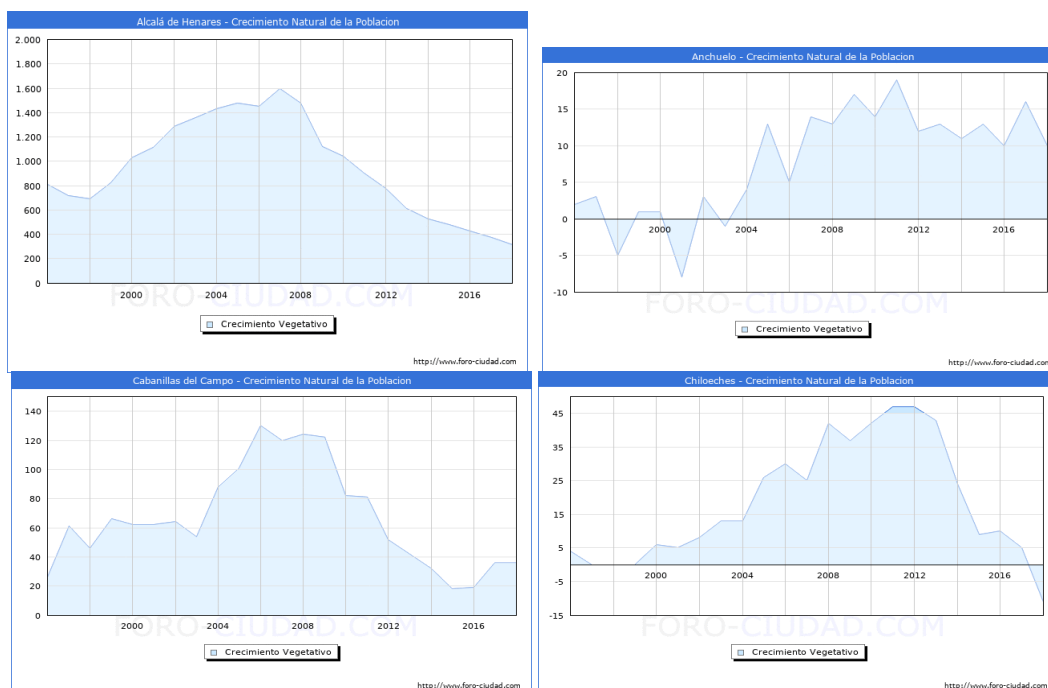 Alcalá de Henares - Crecimiento Natural de la Poblacion
2.000
1.800
1.600
1.400
1.200
1.000
800
600
400
200
0
2000 2004 2008 2012 2016
FORO-CIUDAD.COM
Crecimiento Vegetativo
http://www.foro-ciudad.com
Anchuelo - Crecimiento Natural de la Poblacion
20
15
10
5
0
-5
-10
2000 2004 2008 2012 2016
FORO-CIUDAD.COM
Crecimiento Vegetativo
http://www.foro-ciudad.com
Cabanillas del Campo - Crecimiento Natural de la Poblacion
140
120
100
80
60
40
20
0
2000 2004 2008 2012 2016
FORO-CIUDAD.COM
Crecimiento Vegetativo
http://www.foro-ciudad.com
Chiloeches - Crecimiento Natural de la Poblacion
45
35
25
15
5
-5
-15
2000 2004 2008 2012 2016
FORO-CIUDAD.COM
Crecimiento Vegetativo
http://www.foro-ciudad.com